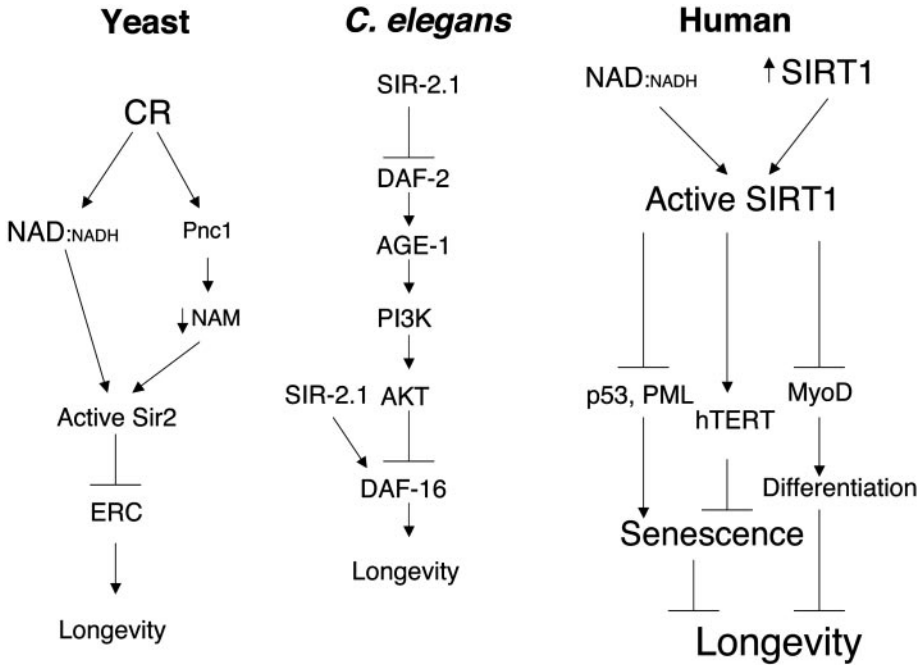 Yeast
CR
NAD:NADH
Pnc1
↓NAM
Active Sir2
ERC
Longevity
C. elegans
SIR-2.1
DAF-2
AGE-1
PI3K
SIR-2.1 AKT
DAF-16
Longevity
Human
NAD:NADH
↑SIRT1
Active SIRT1
p53, PML
hTERT
MyoD
Differentiation
Senescence
Longevity